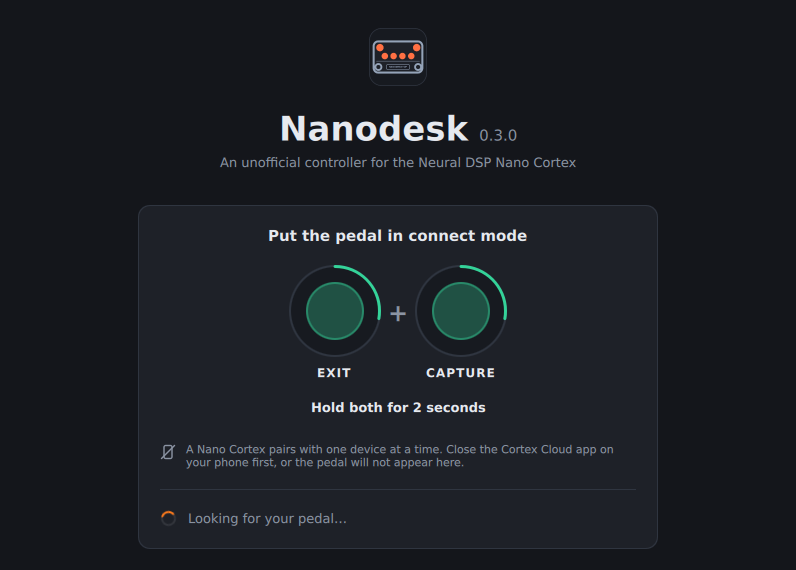 Nanodesk 0.3.0
An unofficial controller for the Neural DSP Nano Cortex
Put the pedal in connect mode
+
EXIT
CAPTURE
Hold both for 2 seconds
A Nano Cortex pairs with one device at a time. Close the Cortex Cloud app on
your phone first, or the pedal will not appear here.
Looking for your pedal...